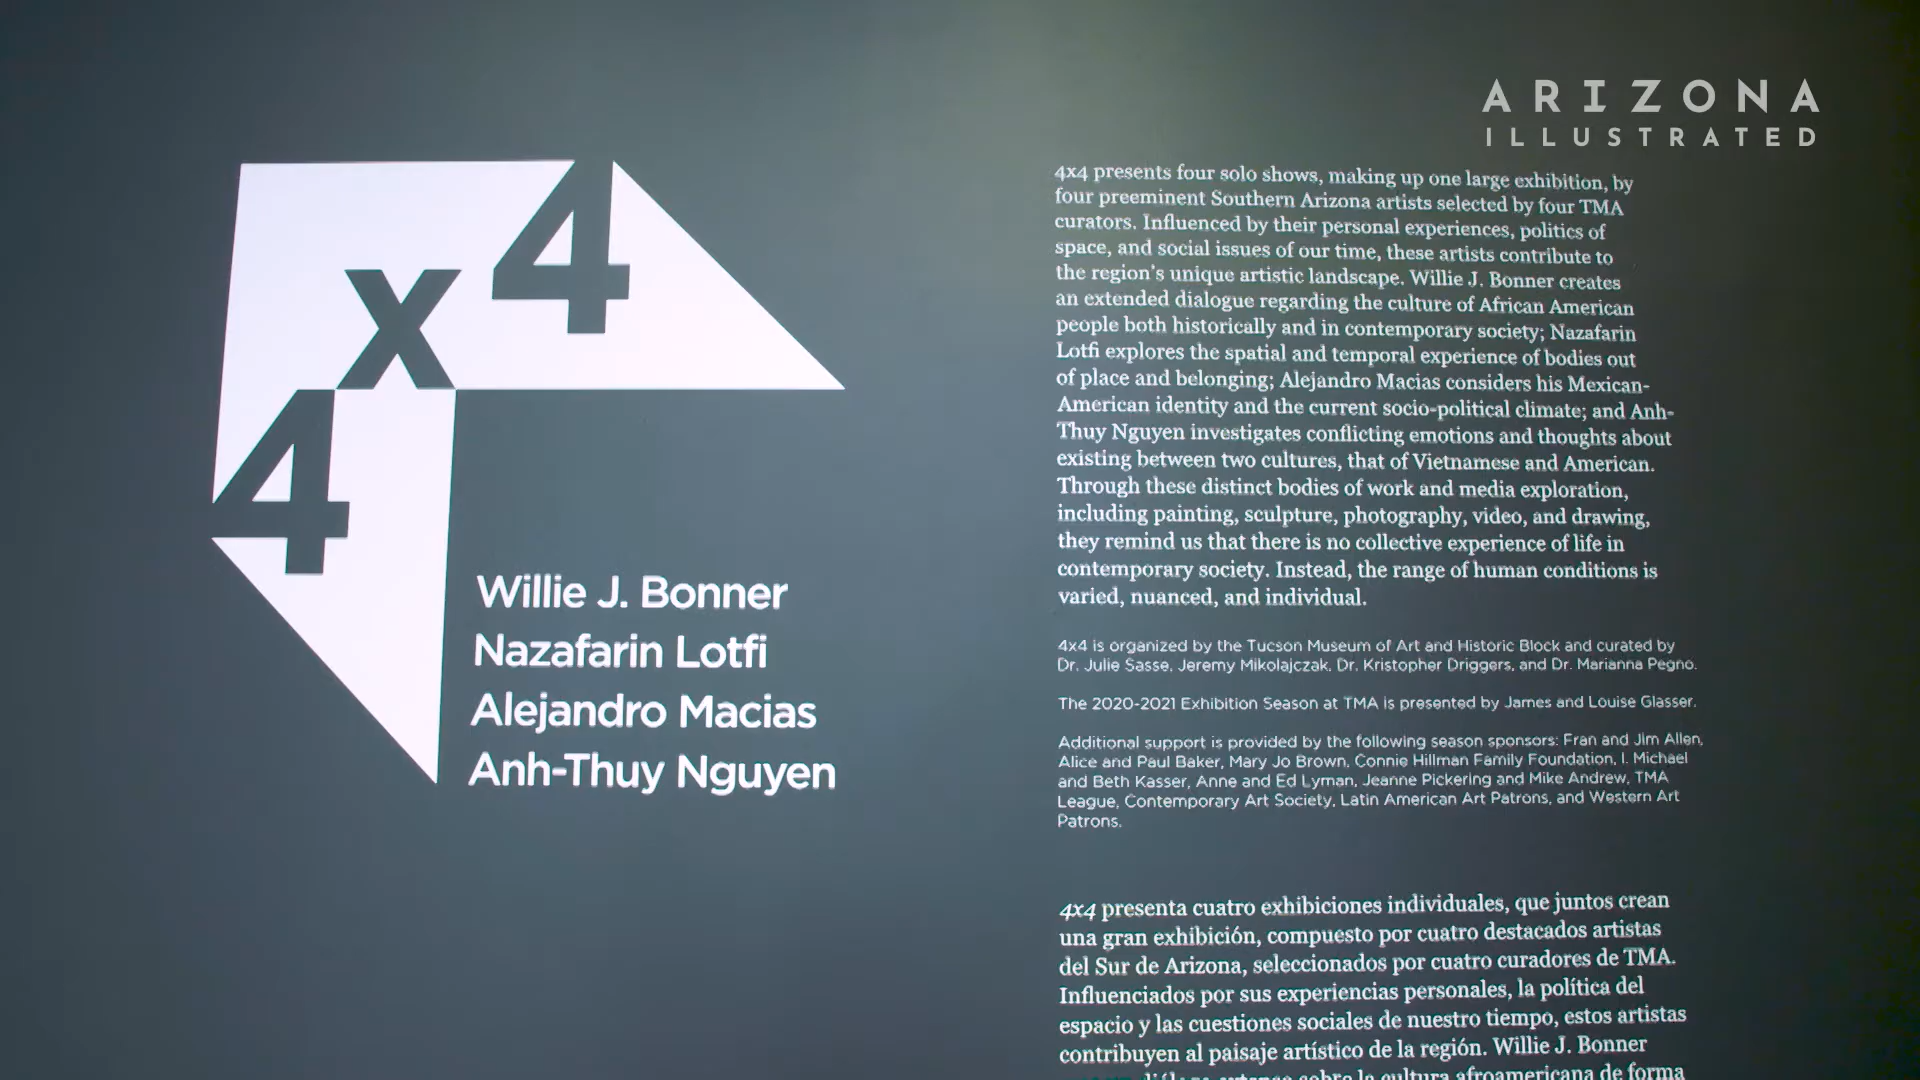 ARIZONA
ILLUSTRATED
4x4
Willie J. Bonner
Nazafarin Lotfi
Alejandro Macias
Anh-Thuy Nguyen
4x4 presents four solo shows, making up one large exhibition, by
four preeminent Southern Arizona artists selected by four TMA
curators. Influenced by their personal experiences, politics of
space, and social issues of our time, these artists contribute to
the region's unique artistic landscape. Willie J. Bonner creates
an extended dialogue regarding the culture of African American
people both historically and in contemporary society; Nazafarin
Lotfi explores the spatial and temporal experience of bodies out
of place and belonging; Alejandro Macias considers his Mexican-
American identity and the current socio-political climate; and Anh-
Thuy Nguyen investigates conflicting emotions and thoughts about
existing between two cultures, that of Vietnamese and American.
Through these distinct bodies of work and media exploration,
including painting, sculpture, photography, video, and drawing,
they remind us that there is no collective experience of life in
contemporary society. Instead, the range of human conditions is
varied, nuanced, and individual.
4x4 is organized by the Tucson Museum of Art and Historic Block and curated by
Dr. Julie Sasse, Jeremy Mikolajczak, Dr. Kristopher Driggers, and Dr. Marianna Pegno.
The 2020-2021 Exhibition Season at TMA is presented by James and Louise Glasser.
Additional support is provided by the following season sponsors: Fran and Jim Allen,
Alice and Paul Baker, Mary Jo Brown, Connie Hillman Family Foundation, I. Michael
and Beth Kasser, Anne and Ed Lyman, Jeanne Pickering and Mike Andrew, TMA
League, Contemporary Art Society, Latin American Art Patrons, and Western Art
Patrons.
4x4 presenta cuatro exhibiciones individuales, que juntos crean
una gran exhibición, compuesto por cuatro destacados artistas
del Sur de Arizona, seleccionados por cuatro curadores de TMA.
Influenciados por sus experiencias personales, la política del
espacio y las cuestiones sociales de nuestro tiempo, estos artistas
contribuyen al paisaje artístico de la región. Willie J. Bonner
sobre la cultura afroamericana de forma